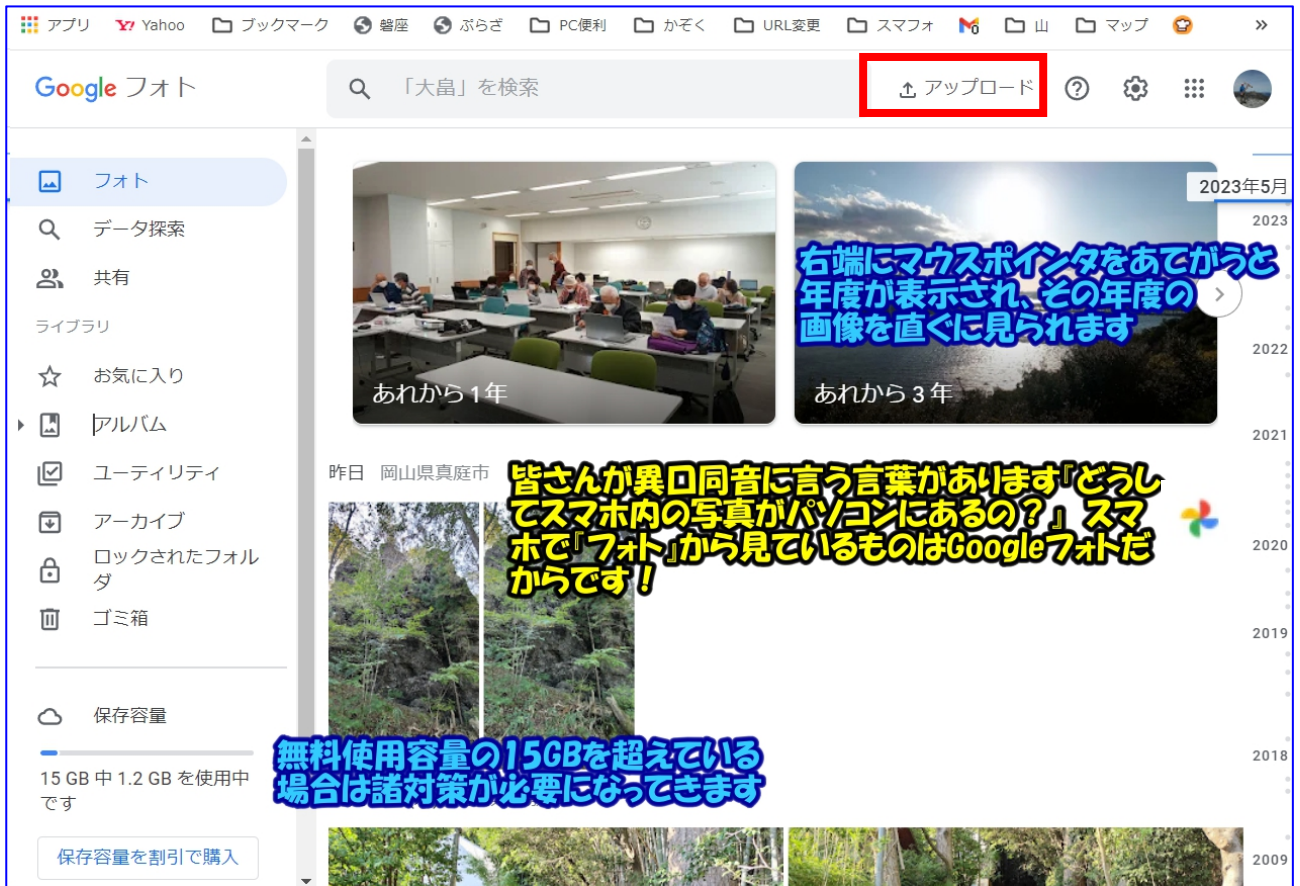 アプリ Yahoo ブックマーク 磐座 ぷらざ PC便利 かぞく URL変更 スマフォ 山 マップ »
Google フォト 「大畠」を検索 アップロード
フォト
データ探索
共有
ライブラリ
お気に入り
アルバム
ユーティリティ
アーカイブ
ロックされたフォル
ダ
ゴミ箱
保存容量
15 GB 中 1.2 GB を使用中
です
保存容量を割引で購入
あれから 1 年
あれから 3 年
右端にマウスポインタをあてがうと
年度が表示され、その年度の
画像を直ぐに見られます
昨日 岡山県真庭市
皆さんが異口同音に言う言葉があります『どうし
てスマホ内の写真がパソコンにあるの？』 スマ
ホで『フォト』から見ているものはGoogleフォトだ
からです！
無料使用容量の15GBを超えている
場合は諸対策が必要になってきます
2023年5月
2023
2022
2021
2020
2019
2018
2009